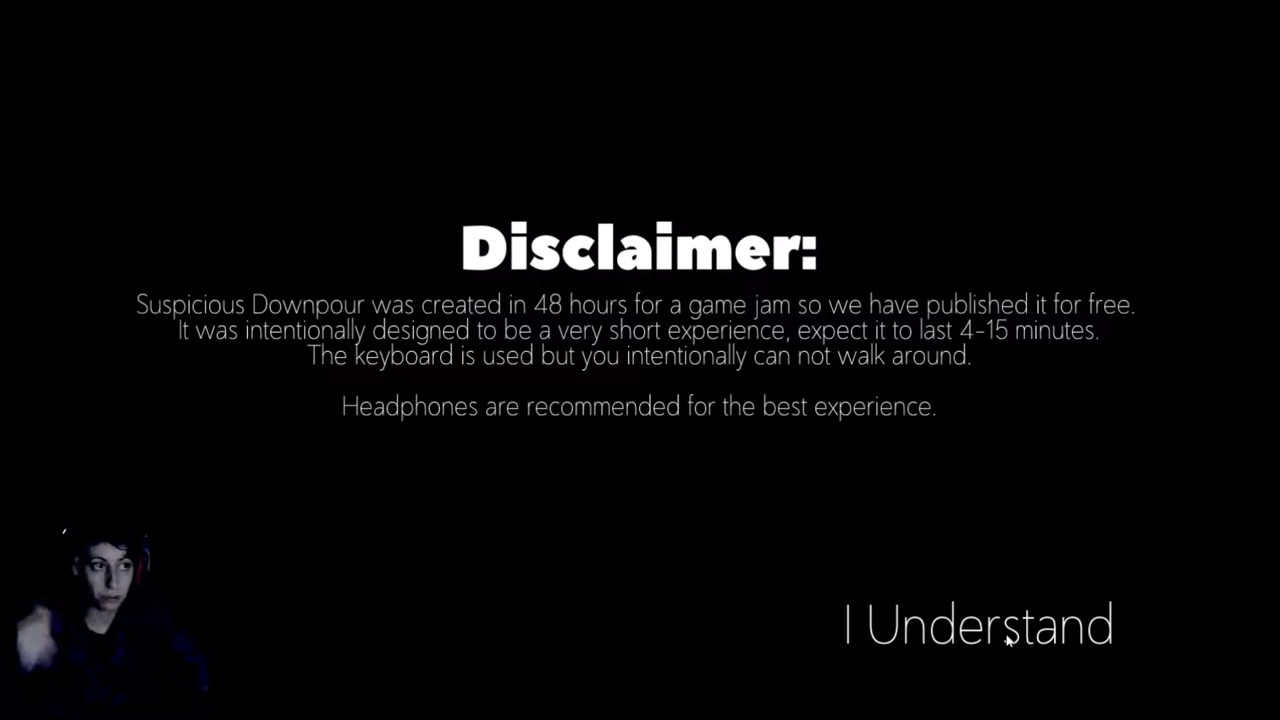 Disclaimer:
Suspicious Downpour was created in 48 hours for a game jam so we have published it for free.
It was intentionally designed to be a very short experience, expect it to last 4-15 minutes.
The keyboard is used but you intentionally can not walk around.
Headphones are recommended for the best experience.
I Understand